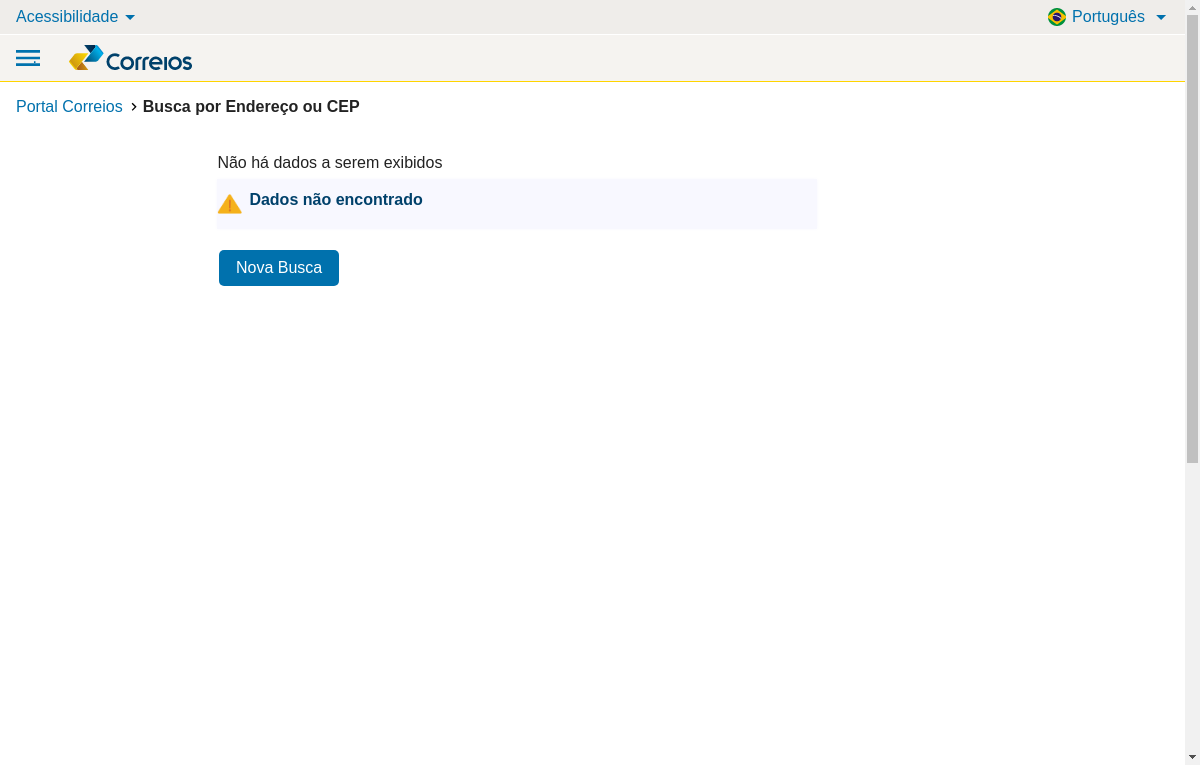 Acessibilidade
Português
Correios
Portal Correios > Busca por Endereço ou CEP
Não há dados a serem exibidos
Dados não encontrado
Nova Busca